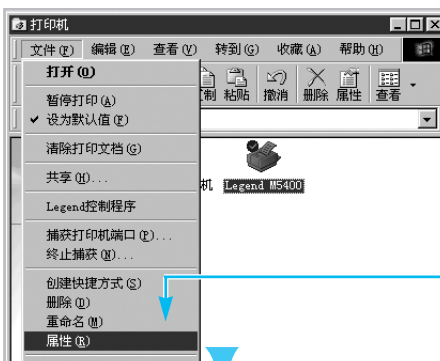 打印机
文件(F) 编辑(E) 查看(V) 转到(G) 收藏(A) 帮助(H)
打开(O)
制 粘贴 撤消 删除 属性 查看
暂停打印(A)
设为默认值(F)
清除打印文档(G)
共享(H)...
机 Legend M5400
Legend控制程序
捕获打印机端口(P)...
终止捕获(N)...
创建快捷方式(S)
删除(D)
重命名(M)
属性(R)